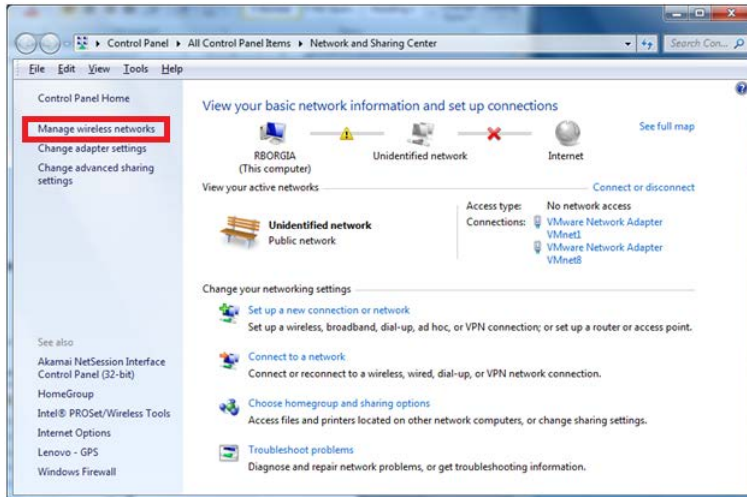 Control Panel ▸ All Control Panel Items ▸ Network and Sharing Center
Search Con...
File Edit View Tools Help
Control Panel Home
Manage wireless networks
Change adapter settings
Change advanced sharing
settings
See also
Akamai NetSession Interface
Control Panel (32-bit)
HomeGroup
Intel® PROSet/Wireless Tools
Internet Options
Lenovo - GPS
Windows Firewall
View your basic network information and set up connections
See full map
RBORGIA
(This computer)
Unidentified network
Internet
View your active networks
Connect or disconnect
Unidentified network
Public network
Access type: No network access
Connections: VMware Network Adapter
VMnet1
VMware Network Adapter
VMnet8
Change your networking settings
Set up a new connection or network
Set up a wireless, broadband, dial-up, ad hoc, or VPN connection; or set up a router or access point.
Connect to a network
Connect or reconnect to a wireless, wired, dial-up, or VPN network connection.
Choose homegroup and sharing options
Access files and printers located on other network computers, or change sharing settings.
Troubleshoot problems
Diagnose and repair network problems, or get troubleshooting information.